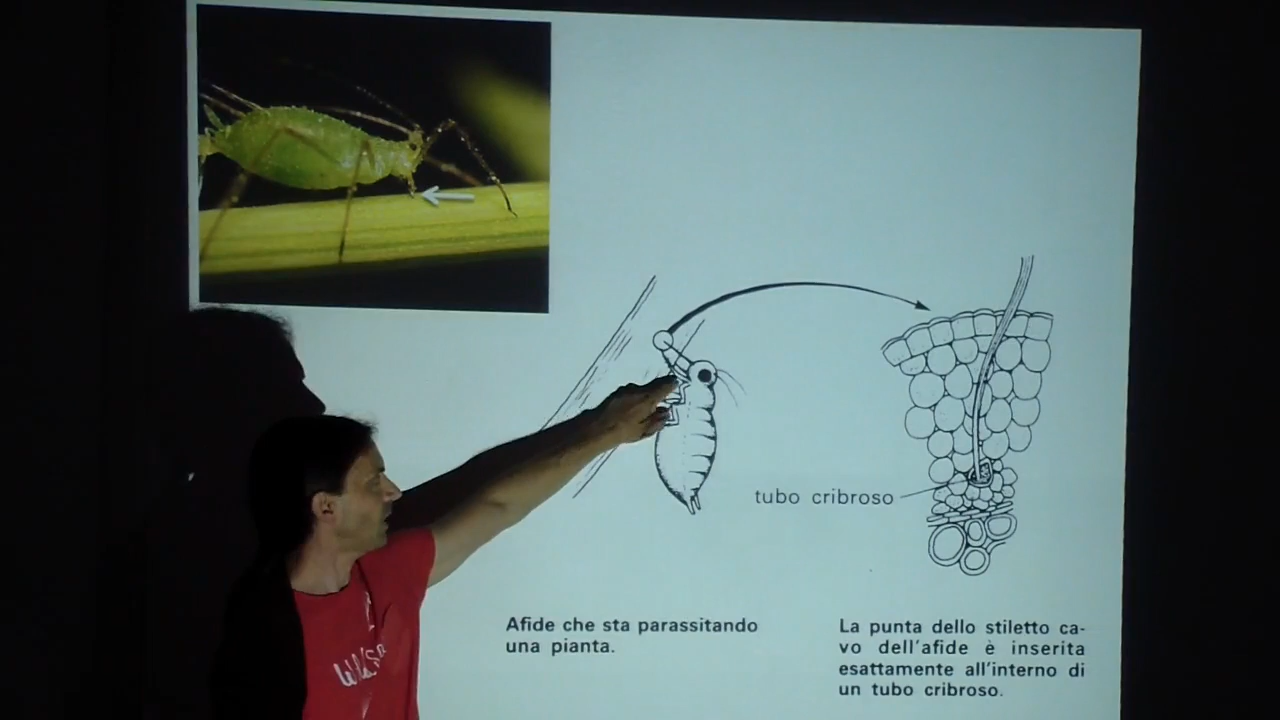 tubo cribroso
Afide che sta parassitando
una pianta.
La punta dello stiletto ca-
vo dell'afide è inserita
esattamente all'interno di
un tubo cribroso.